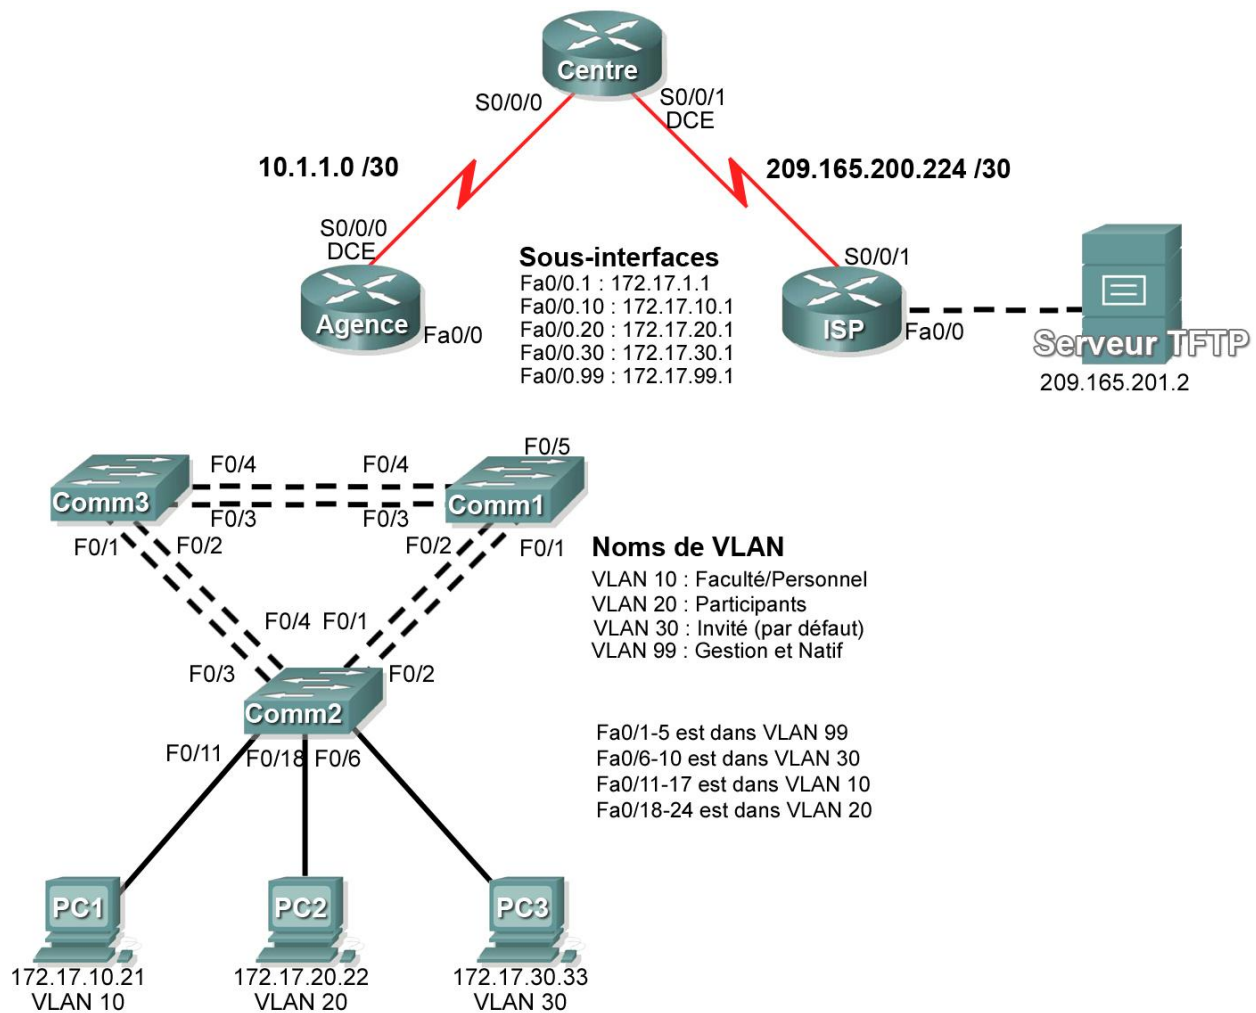 Centre
S0/0/0
S0/0/1
DCE
10.1.1.0 /30
209.165.200.224 /30
S0/0/0
DCE
Agence
Fa0/0
Sous-interfaces
Fa0/0.1 : 172.17.1.1
Fa0/0.10 : 172.17.10.1
Fa0/0.20 : 172.17.20.1
Fa0/0.30 : 172.17.30.1
Fa0/0.99 : 172.17.99.1
S0/0/1
ISP
Fa0/0
Serveur TFTP
209.165.201.2
F0/5
F0/4
F0/4
Comm3
Comm1
F0/3
F0/3
F0/1
F0/2
F0/2
F0/1
Noms de VLAN
VLAN 10 : Faculté/Personnel
VLAN 20 : Participants
VLAN 30 : Invité (par défaut)
VLAN 99 : Gestion et Natif
F0/4
F0/1
F0/3
F0/2
Comm2
F0/11
F0/18
F0/6
Fa0/1-5 est dans VLAN 99
Fa0/6-10 est dans VLAN 30
Fa0/11-17 est dans VLAN 10
Fa0/18-24 est dans VLAN 20
PC1
PC2
PC3
172.17.10.21
VLAN 10
172.17.20.22
VLAN 20
172.17.30.33
VLAN 30